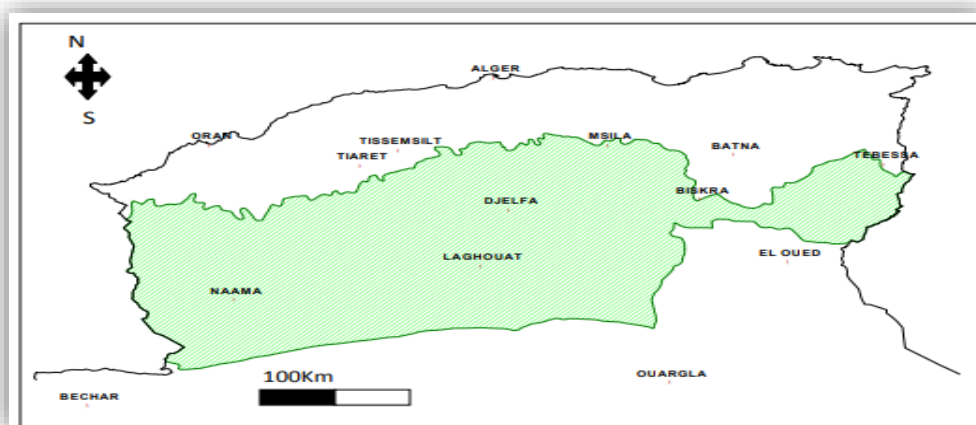 N
S
ALGER
ORAN
TISSEMSILT
MSILA
TIARET
BATNA
TEBESSA
BISKRA
DJELFA
EL OUED
LAGHOUAT
NAAMA
100Km
OUARGLA
BECHAR